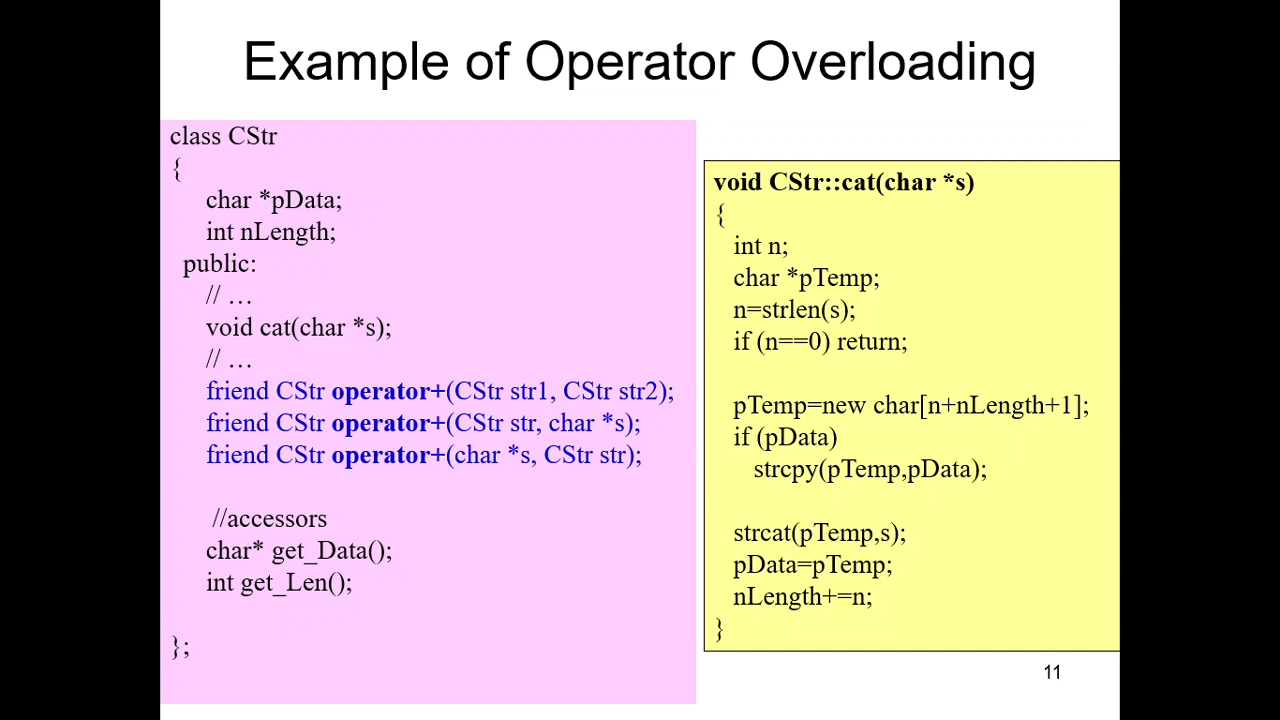 Example of Operator Overloading
class CStr
{
char *pData;
int nLength;
public:
// …
void cat(char *s);
// …
friend CStr operator+(CStr str1, CStr str2);
friend CStr operator+(CStr str, char *s);
friend CStr operator+(char *s, CStr str);
//accessors
char* get_Data();
int get_Len();
};
void CStr::cat(char *s)
{
int n;
char *pTemp;
n=strlen(s);
if (n==0) return;
pTemp=new char[n+nLength+1];
if (pData)
strcpy(pTemp,pData);
strcat(pTemp,s);
pData=pTemp;
nLength+=n;
}
11